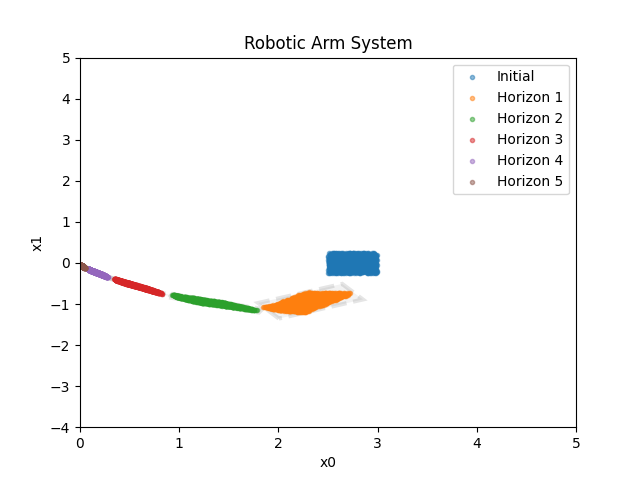 Robotic Arm System
5
4
3
2
1
0
−1
−2
−3
−4
x1
0 1 2 3 4 5
x0
Initial
Horizon 1
Horizon 2
Horizon 3
Horizon 4
Horizon 5